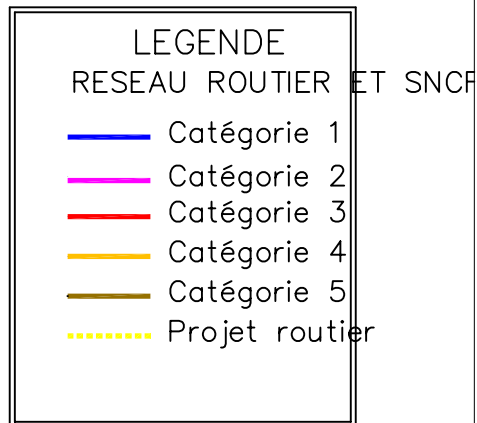 LEGENDE
RESEAU ROUTIER ET SNCF
Catégorie 1
Catégorie 2
Catégorie 3
Catégorie 4
Catégorie 5
Projet routier